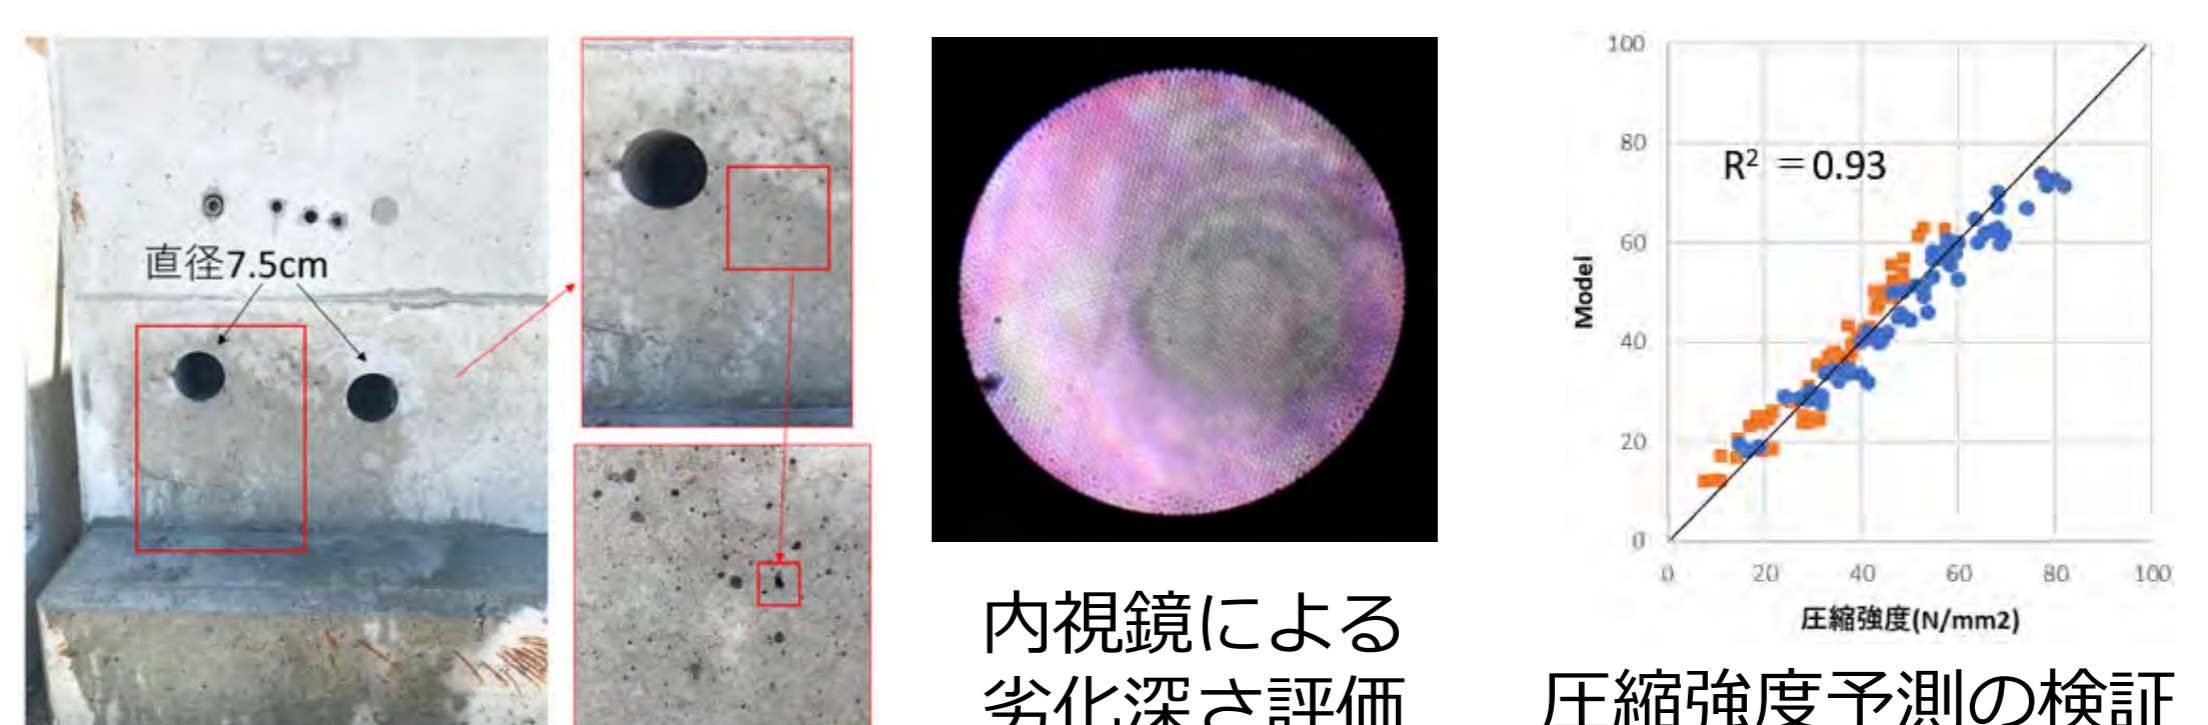 直径7.5cm
内視鏡による
劣化深さ評価
100
80
60
40
20
0
R² =0.93
Model
0 20 40 60 80 100
圧縮強度(N/mm2)
圧縮強度予測の検証